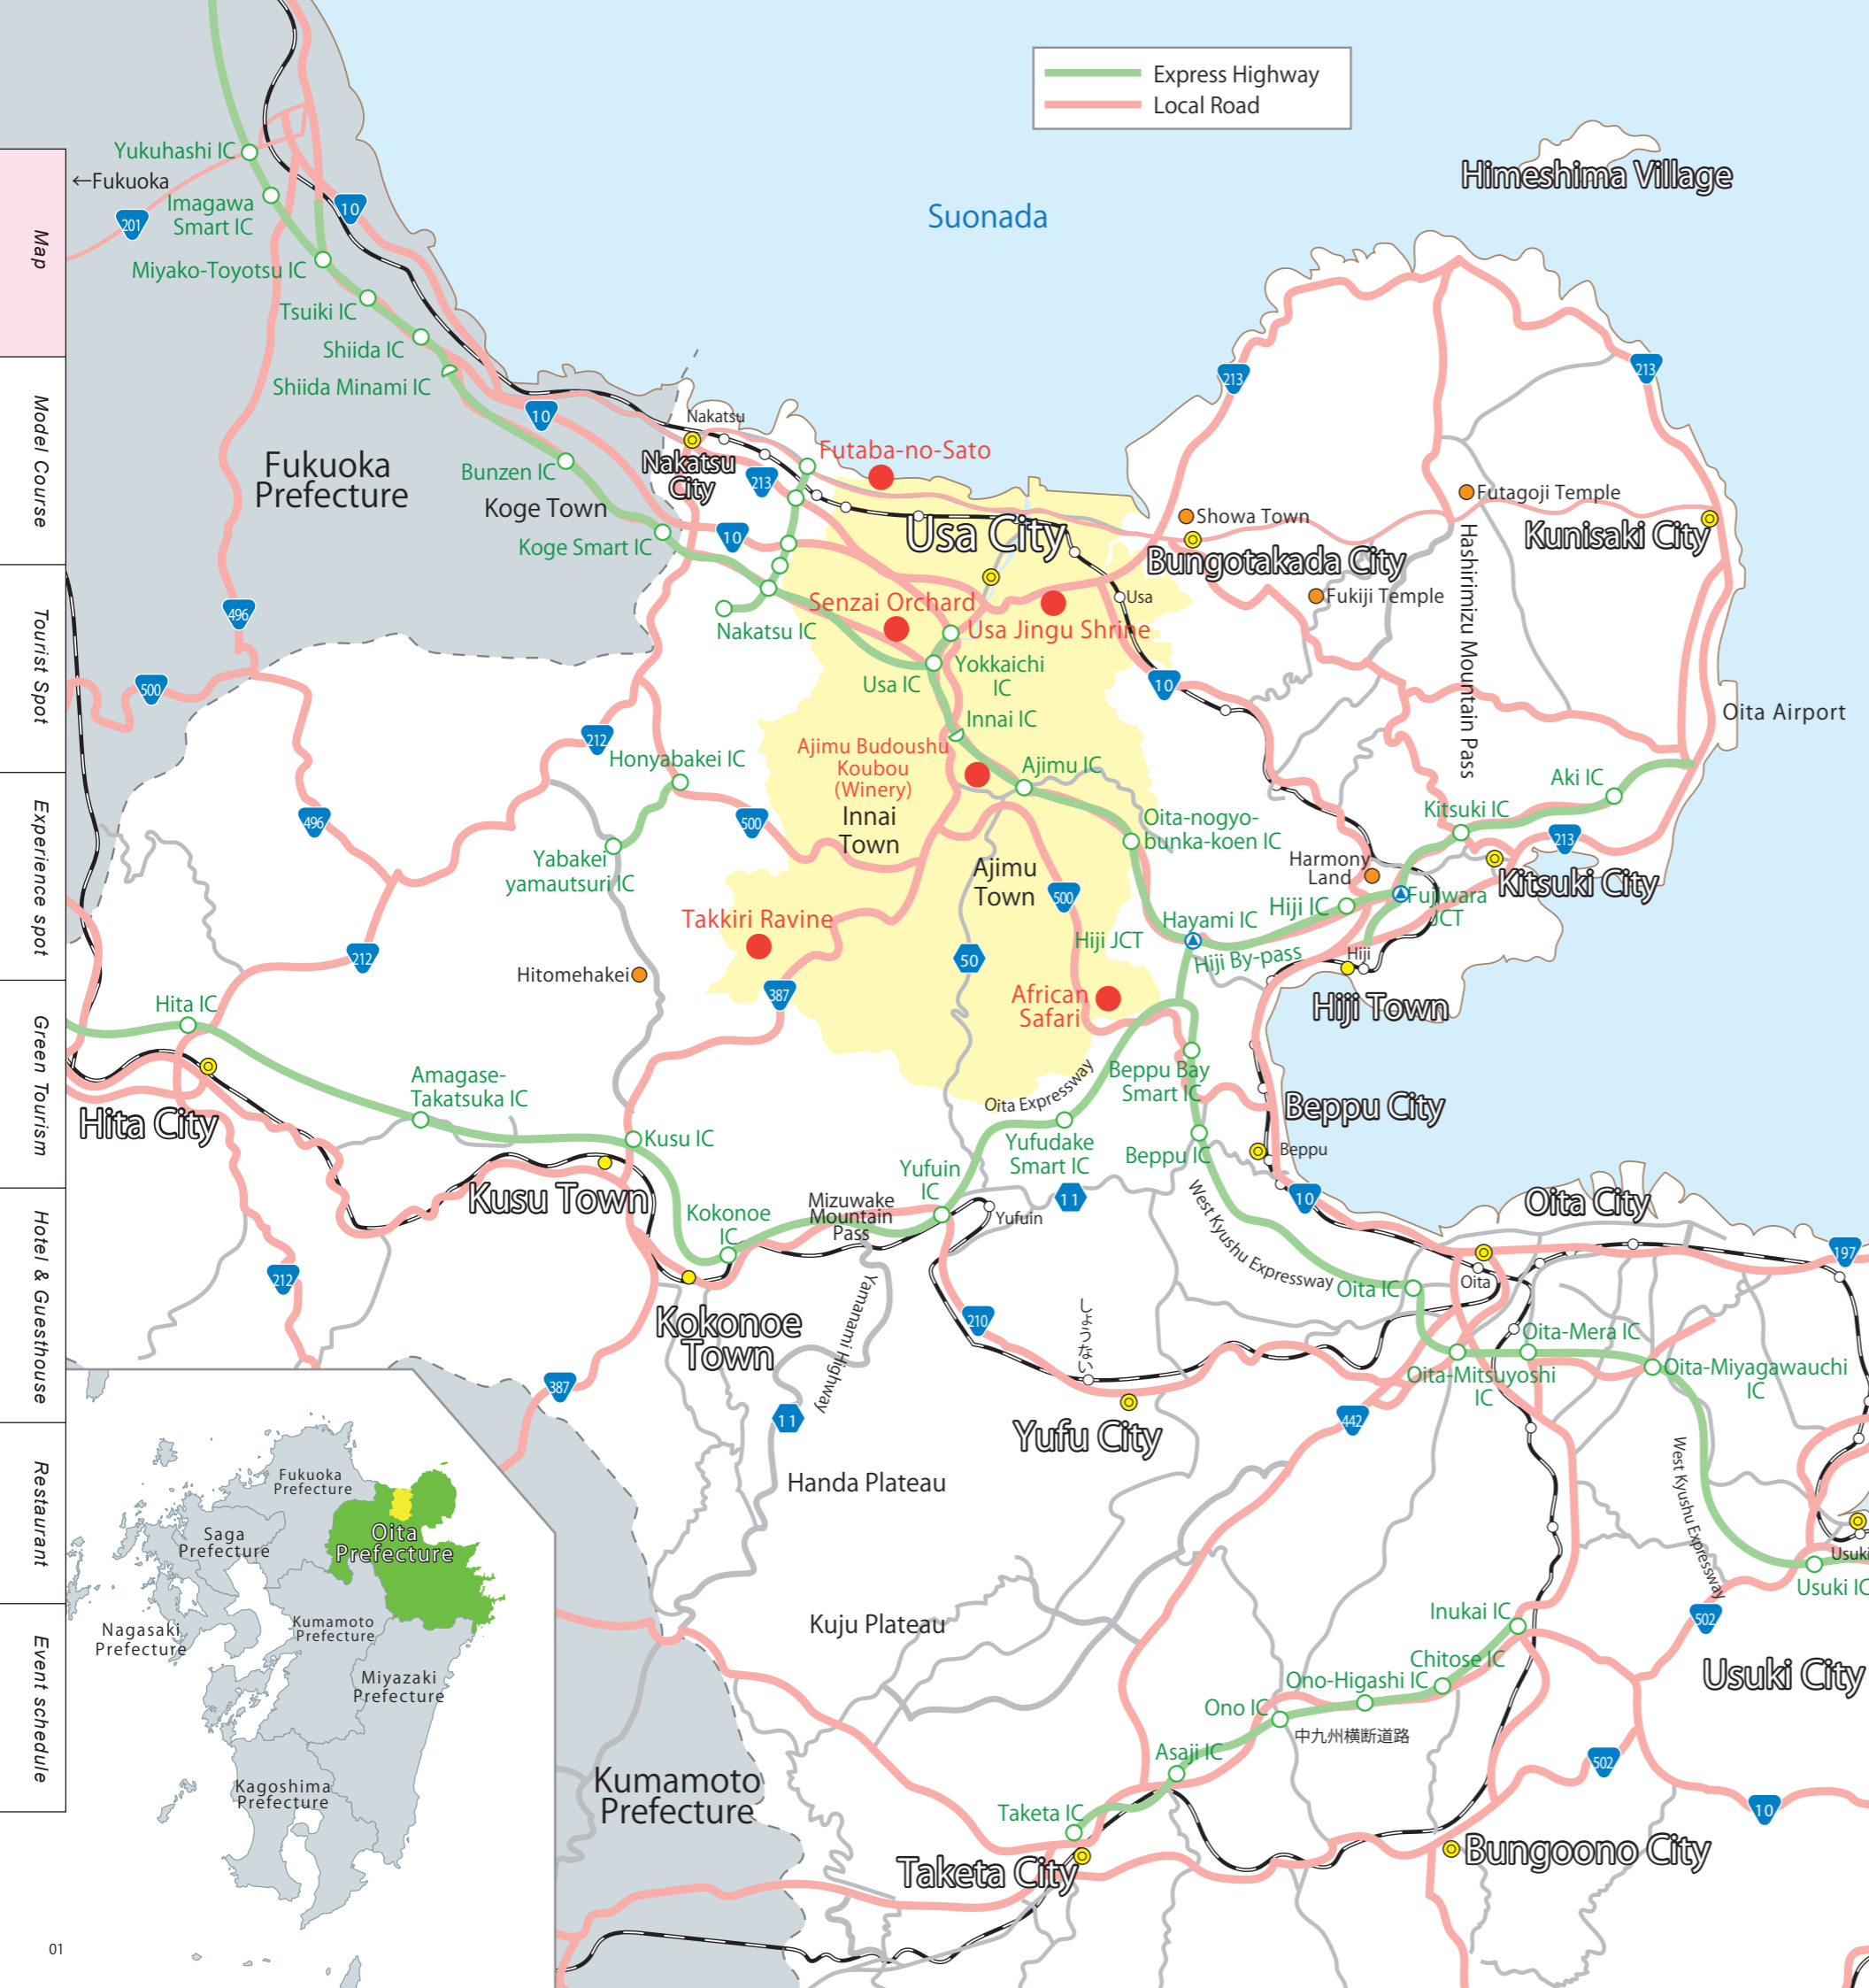 Express Highway
Local Road
Map
Model Course
Tourist Spot
Experience spot
Green Tourism
Hotel & Guesthouse
Restaurant
Event schedule
Yukuhashi IC
←Fukuoka
201
Imagawa
Smart IC
10
Miyako-Toyotsu IC
Tsuiki IC
Shiida IC
Shiida Minami IC
10
Bunzen IC
Fukuoka
Prefecture
Koge Town
Koge Smart IC
496
500
Suonada
Himeshima Village
213
213
Nakatsu
Nakatsu
City
213
10
Futaba-no-Sato
Usa City
Showa Town
Bungotakada City
Futagoji Temple
Kunisaki City
Fukiji Temple
Hashirimizu Mountain Pass
Usa
Senzai Orchard
Nakatsu IC
Usa Jingu Shrine
Yokkaichi
IC
Usa IC
10
Innai IC
Oita Airport
212
Honyabakei IC
Ajimu Budoushu
Koubou
(Winery)
Ajimu IC
Innai
Town
Aki IC
Kitsuki IC
213
496
500
Oita-nogyo-
bunka-koen IC
Yabakei
yamautsuri IC
Harmony
Land
Kitsuki City
Ajimu
Town
500
Takkiri Ravine
Hayami IC
Hiji IC
Fujiwara
JCT
Hiji JCT
Hiji By-pass
Hiji
212
50
Hitomehakei
387
African
Safari
Hiji Town
Hita IC
Hita City
Amagase-
Takatsuka IC
Kusu IC
Kusu Town
Oita Expressway
Beppu Bay
Smart IC
Beppu City
Yufudake
Smart IC
Beppu IC
Beppu
Yufuin
IC
11
Yufuin
Mizuwake
Mountain
Pass
Kokonoe
IC
Kokonoe
Town
212
Yamanami Highway
West Kyushu Expressway
10
Oita City
197
Oita IC
Oita
210
しょうない
Oita-Mera IC
Oita-Mitsuyoshi
IC
Oita-Miyagawauchi
IC
387
11
Yufu City
442
Handa Plateau
West Kyushu Expressway
Usuki
Usuki IC
502
Kuju Plateau
Inukai IC
Chitose IC
Ono-Higashi IC
Ono IC
中九州横断道路
Usuki City
Asaji IC
502
10
Taketa IC
Taketa City
Bungoono City
Kumamoto
Prefecture
Fukuoka
Prefecture
Saga
Prefecture
Oita
Prefecture
Nagasaki
Prefecture
Kumamoto
Prefecture
Miyazaki
Prefecture
Kagoshima
Prefecture
01